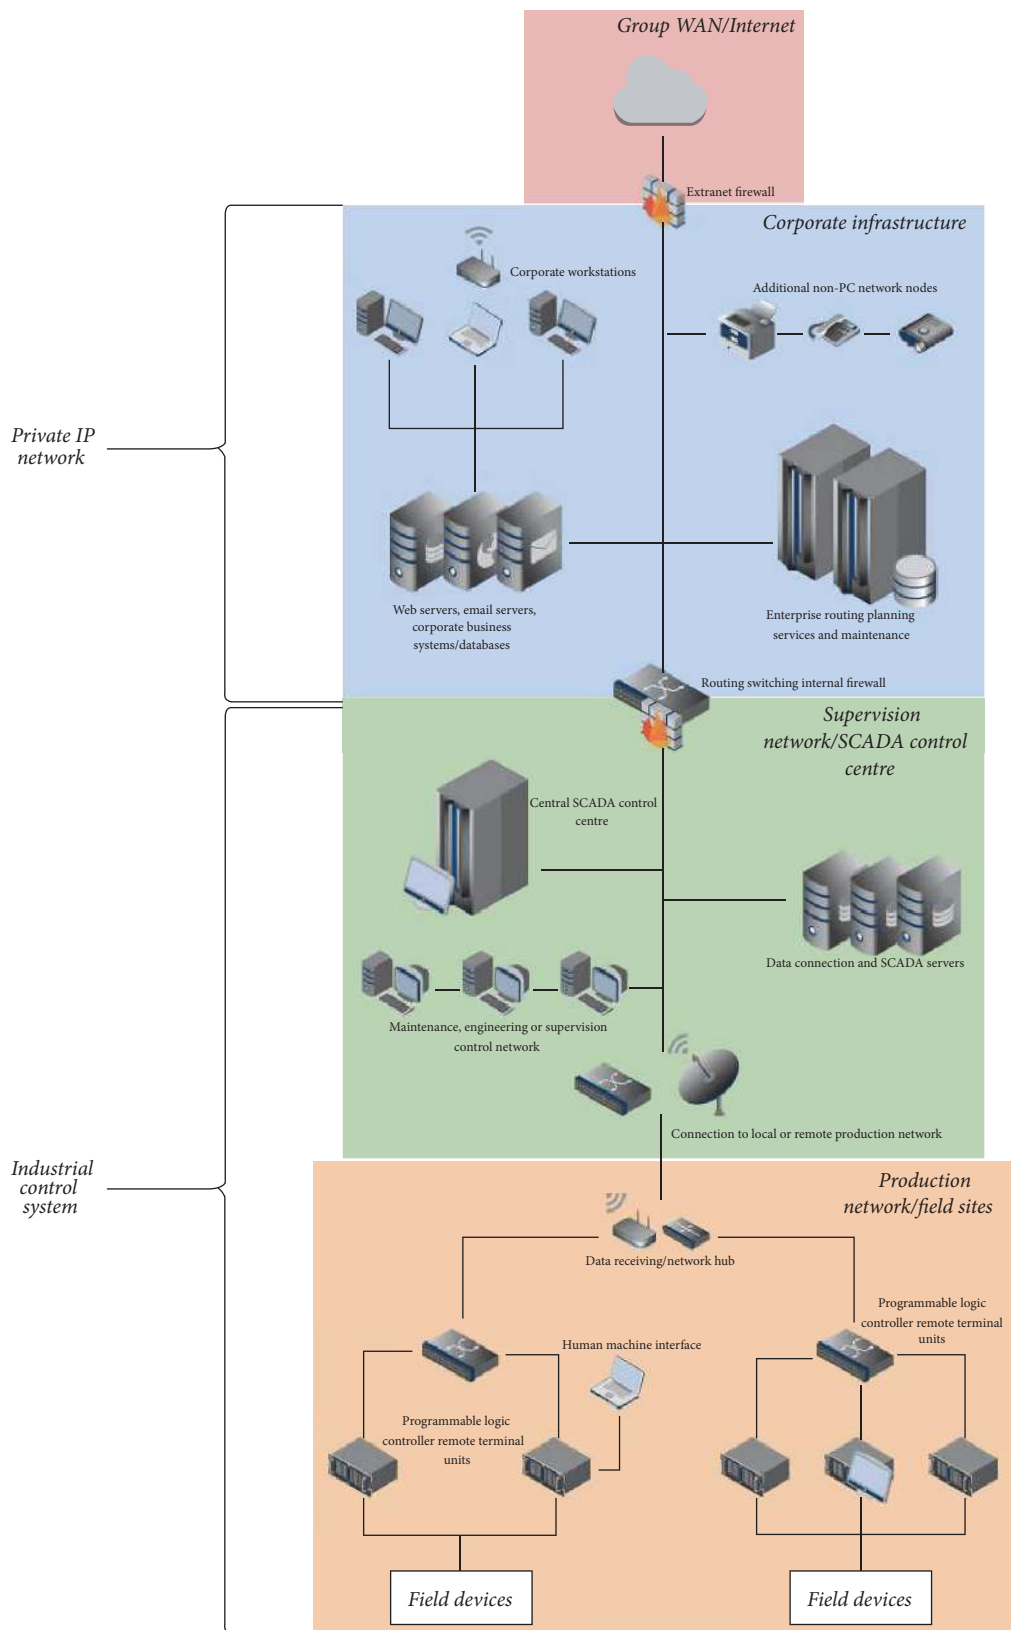 Group WAN/Internet
Extranet firewall
Corporate infrastructure
Corporate workstations
Additional non-PC network nodes
Private IP
network
Web servers, email servers,
corporate business
systems/databases
Enterprise routing planning
services and maintenance
Routing switching internal firewall
Supervision
network/SCADA control
centre
Central SCADA control
centre
Data connection and SCADA servers
Maintenance, engineering or supervision
control network
Connection to local or remote production network
Industrial
control
system
Production
network/field sites
Data receiving/network hub
Programmable logic
controller remote terminal
units
Human machine interface
Programmable logic
controller remote terminal
units
Field devices
Field devices